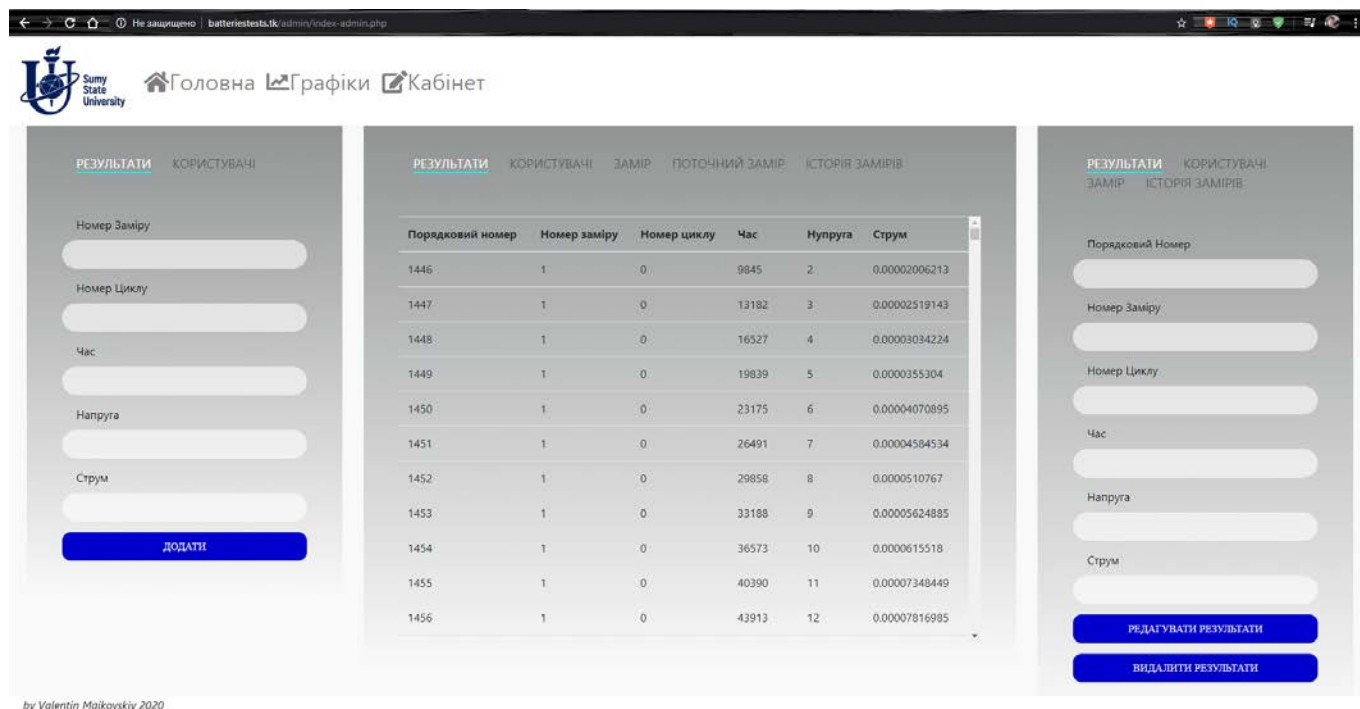 Не защищено | batteriestests.tk/admin/index-admin.php
Sumy
State
University
Головна Графіки Кабінет
РЕЗУЛЬТАТИ КОРИСТУВАЧІ
Номер Заміру
Номер Циклу
Час
Напруга
Струм
ДОДАТИ
РЕЗУЛЬТАТИ КОРИСТУВАЧІ ЗАМІР ПОТОЧНИЙ ЗАМІР ІСТОРІЯ ЗАМІРІВ
Порядковий номер Номер заміру Номер циклу Час Нупруга Струм
1446 1 0 9845 2 0.00002006213
1447 1 0 13182 3 0.00002519143
1448 1 0 16527 4 0.00003034224
1449 1 0 19839 5 0.0000355304
1450 1 0 23175 6 0.00004070895
1451 1 0 26491 7 0.00004584534
1452 1 0 29858 8 0.0000510767
1453 1 0 33188 9 0.00005624885
1454 1 0 36573 10 0.0000615518
1455 1 0 40390 11 0.00007348449
1456 1 0 43913 12 0.00007816985
РЕЗУЛЬТАТИ КОРИСТУВАЧІ
ЗАМІР ІСТОРІЯ ЗАМІРІВ
Порядковий Номер
Номер Заміру
Номер Циклу
Час
Напруга
Струм
РЕДАГУВАТИ РЕЗУЛЬТАТИ
ВИДАЛИТИ РЕЗУЛЬТАТИ
by Valentin Maikovskiy 2020